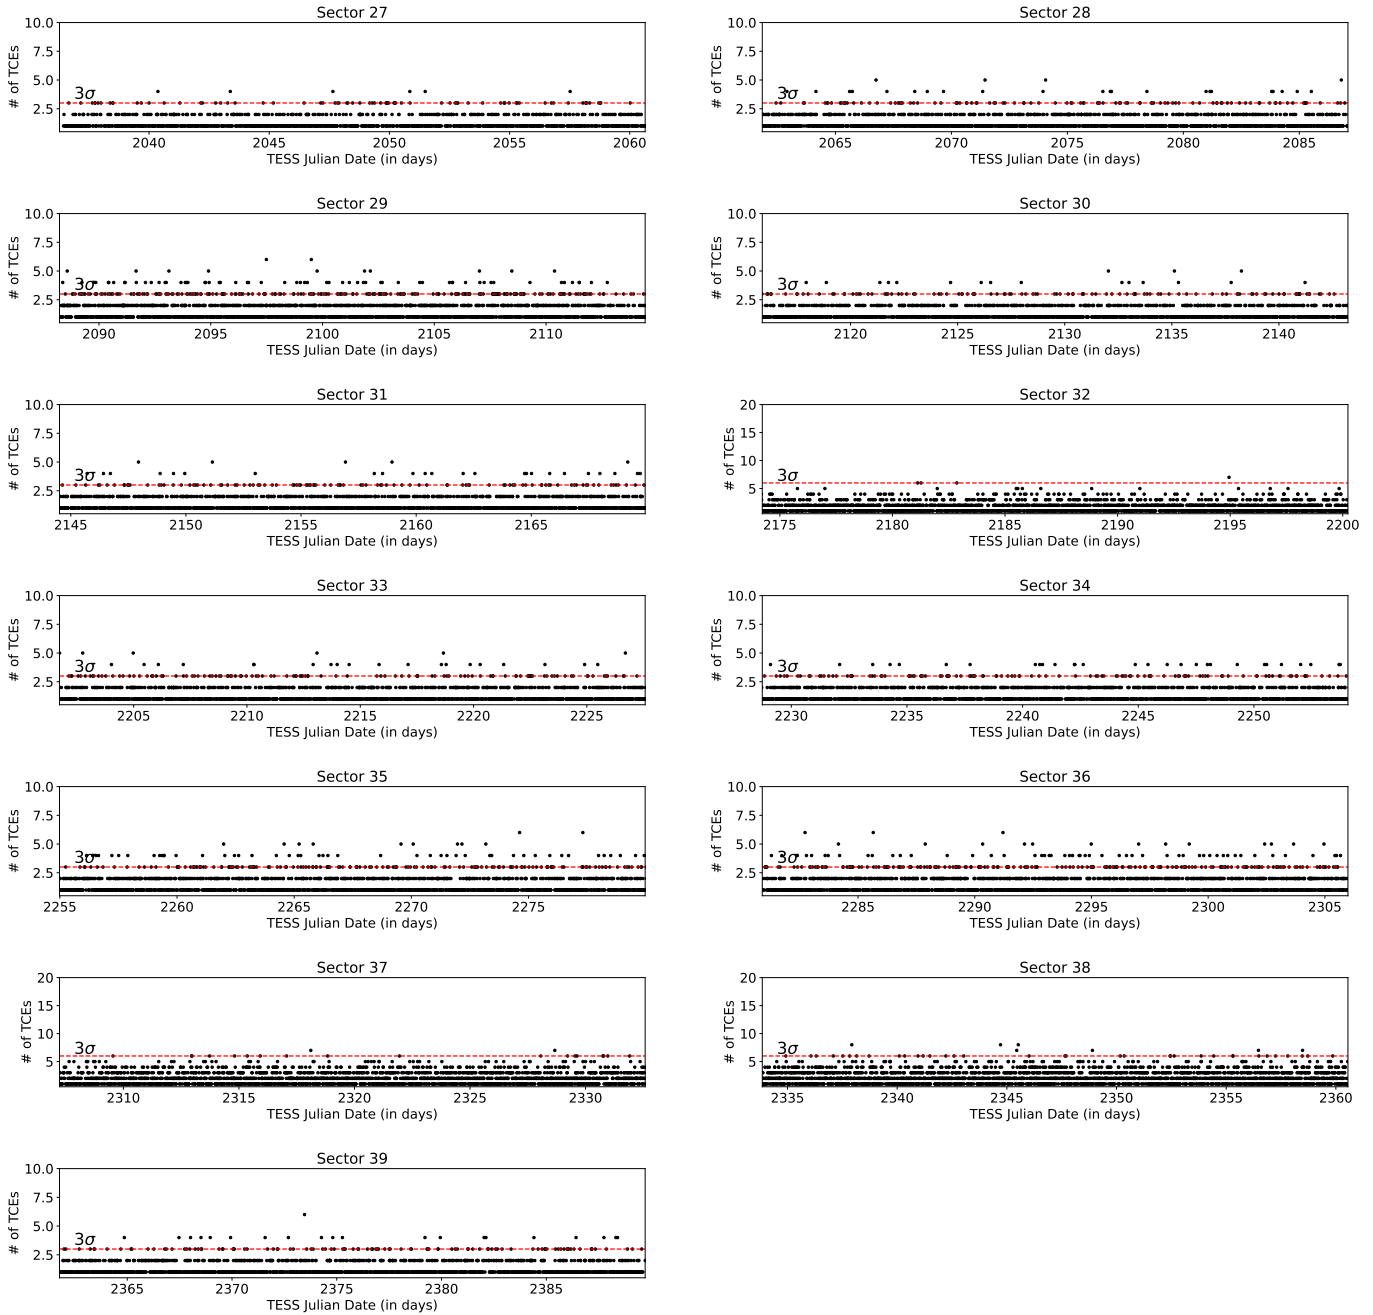 Sector 27
10.0
7.5
5.0
2.5
# of TCEs
3σ
2040 2045 2050 2055 2060
TESS Julian Date (in days)
Sector 28
10.0
7.5
5.0
2.5
# of TCEs
3σ
2065 2070 2075 2080 2085
TESS Julian Date (in days)
Sector 29
10.0
7.5
5.0
2.5
# of TCEs
3σ
2090 2095 2100 2105 2110
TESS Julian Date (in days)
Sector 30
10.0
7.5
5.0
2.5
# of TCEs
3σ
2120 2125 2130 2135 2140
TESS Julian Date (in days)
Sector 31
10.0
7.5
5.0
2.5
# of TCEs
3σ
2145 2150 2155 2160 2165
TESS Julian Date (in days)
Sector 32
20
15
10
5
# of TCEs
3σ
2175 2180 2185 2190 2195 2200
TESS Julian Date (in days)
Sector 33
10.0
7.5
5.0
2.5
# of TCEs
3σ
2205 2210 2215 2220 2225
TESS Julian Date (in days)
Sector 34
10.0
7.5
5.0
2.5
# of TCEs
3σ
2230 2235 2240 2245 2250
TESS Julian Date (in days)
Sector 35
10.0
7.5
5.0
2.5
# of TCEs
3σ
2255 2260 2265 2270 2275
TESS Julian Date (in days)
Sector 36
10.0
7.5
5.0
2.5
# of TCEs
3σ
2285 2290 2295 2300 2305
TESS Julian Date (in days)
Sector 37
20
15
10
5
# of TCEs
3σ
2310 2315 2320 2325 2330
TESS Julian Date (in days)
Sector 38
20
15
10
5
# of TCEs
3σ
2335 2340 2345 2350 2355 2360
TESS Julian Date (in days)
Sector 39
10.0
7.5
5.0
2.5
# of TCEs
3σ
2365 2370 2375 2380 2385
TESS Julian Date (in days)